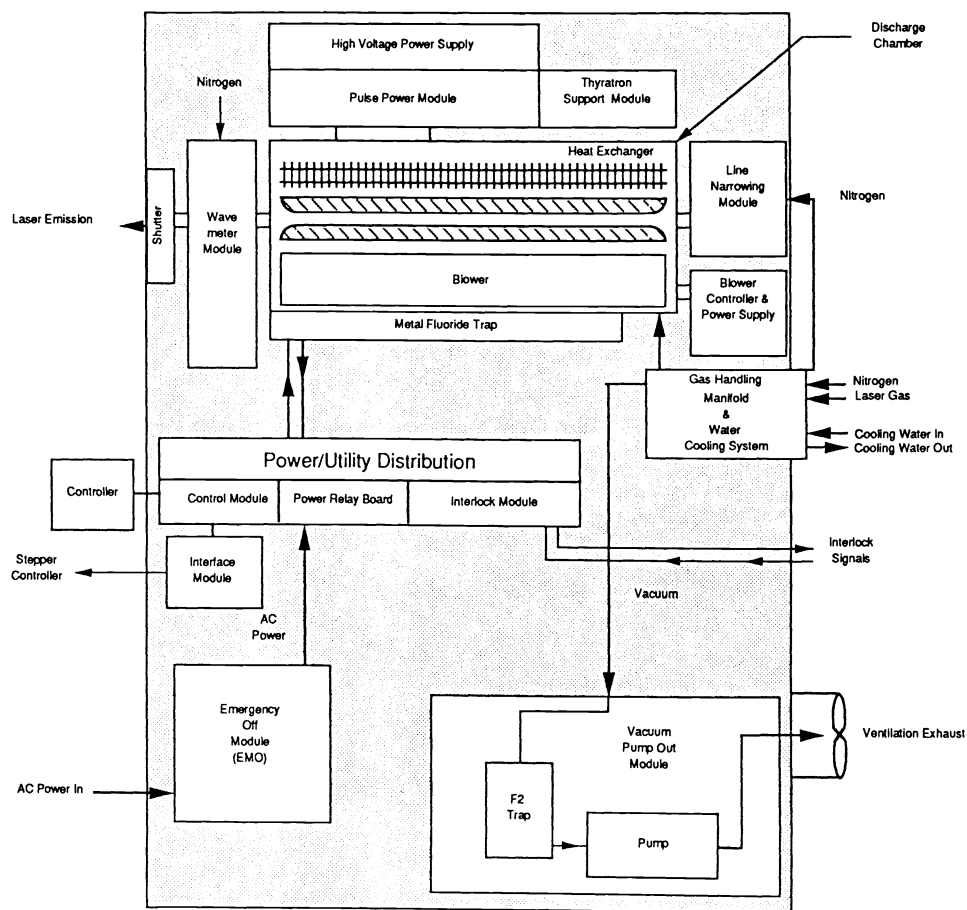 High Voltage Power Supply
Pulse Power Module
Thyratron
Support Module
Discharge
Chamber
Nitrogen
Heat Exchanger
Line
Narrowing
Module
Nitrogen
Laser Emission
Shutter
Wave
meter
Module
Blower
Blower
Controller &
Power Supply
Metal Fluoride Trap
Gas Handling
Manifold
&
Water
Cooling System
Nitrogen
Laser Gas
Cooling Water In
Cooling Water Out
Power/Utility Distribution
Controller
Control Module
Power Relay Board
Interlock Module
Interlock
Signals
Stepper
Controller
Interface
Module
AC
Power
Vacuum
Emergency
Off
Module
(EMO)
AC Power In
Vacuum
Pump Out
Module
Ventilation Exhaust
F2
Trap
Pump